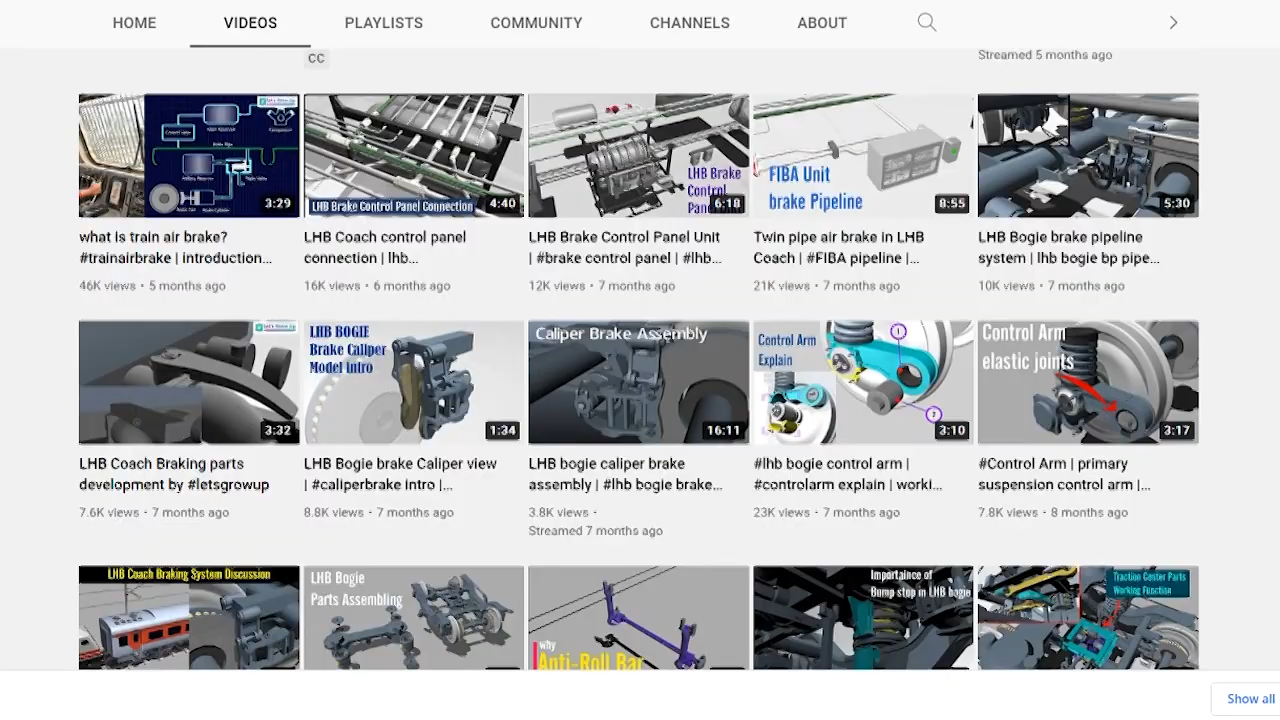 HOME VIDEOS PLAYLISTS COMMUNITY CHANNELS ABOUT
CC
Streamed 5 months ago
3:29
LHB Brake Control Panel Connection 4:40
LHB Brake
Control
6:18
FIBA Unit
brake Pipeline
8:55
5:30
what is train air brake?
#trainairbrake | introduction...
46K views • 5 months ago
LHB Coach control panel
connection | lhb...
16K views • 6 months ago
LHB Brake Control Panel Unit
| #brake control panel | #lhb...
12K views • 7 months ago
Twin pipe air brake in LHB
Coach | #FIBA pipeline |...
21K views • 7 months ago
LHB Bogie brake pipeline
system | lhb bogie bp pipe...
10K views • 7 months ago
3:32
LHB BOGIE
Brake Caliper
Model intro
1:34
Caliper Brake Assembly
16:11
Control Arm
Explain
3:10
Control Arm
elastic joints
3:17
LHB Coach Braking parts
development by #letsgrowup
7.6K views • 7 months ago
LHB Bogie brake Caliper view
| #caliperbrake intro |...
8.8K views • 7 months ago
LHB bogie caliper brake
assembly | #lhb bogie brake...
3.8K views •
Streamed 7 months ago
#lhb bogie control arm |
#controlarm explain | worki...
23K views • 7 months ago
#Control Arm | primary
suspension control arm |...
7.8K views • 8 months ago
LHB Coach Braking System Discussion
LHB Bogie
Parts Assembling
why
Anti-Roll Bar
Importaince of
Bump stop in LHB bogie
Traction Center Parts
Working Function
Show all